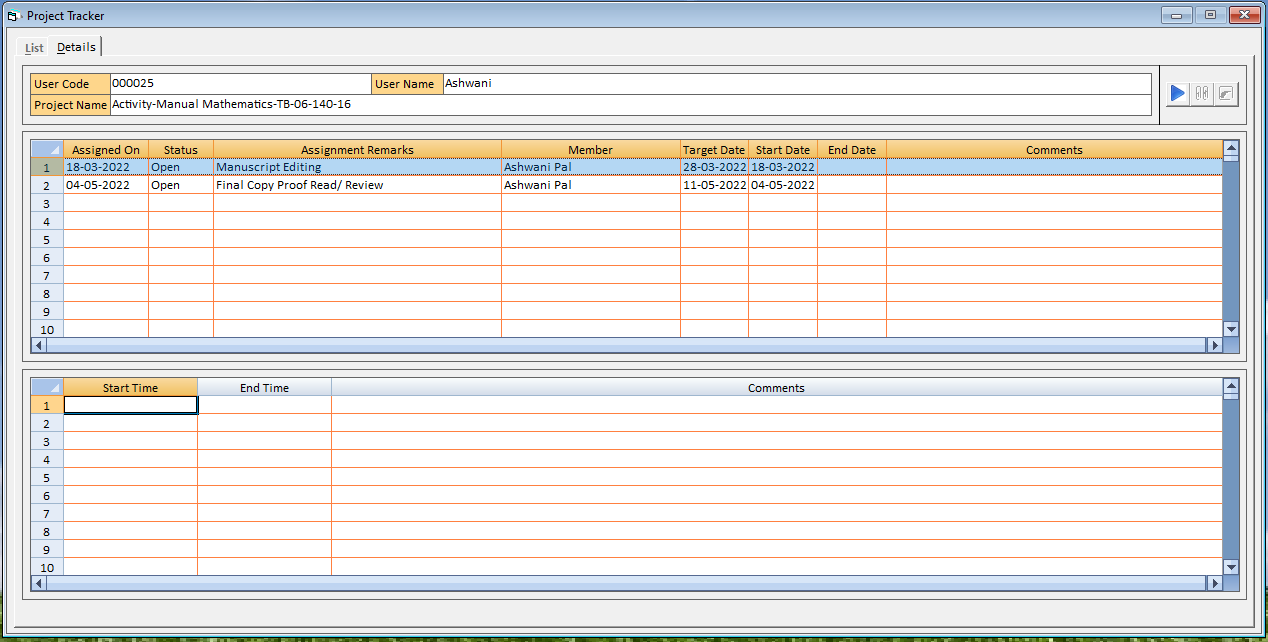 Project Tracker
List Details
User Code 000025 User Name Ashwani
Project Name Activity-Manual Mathematics-TB-06-140-16
Assigned On Status Assignment Remarks Member Target Date Start Date End Date Comments
1 18-03-2022 Open Manuscript Editing Ashwani Pal 28-03-2022 18-03-2022
2 04-05-2022 Open Final Copy Proof Read/ Review Ashwani Pal 11-05-2022 04-05-2022
3
4
5
6
7
8
9
10
Start Time End Time Comments
1
2
3
4
5
6
7
8
9
10